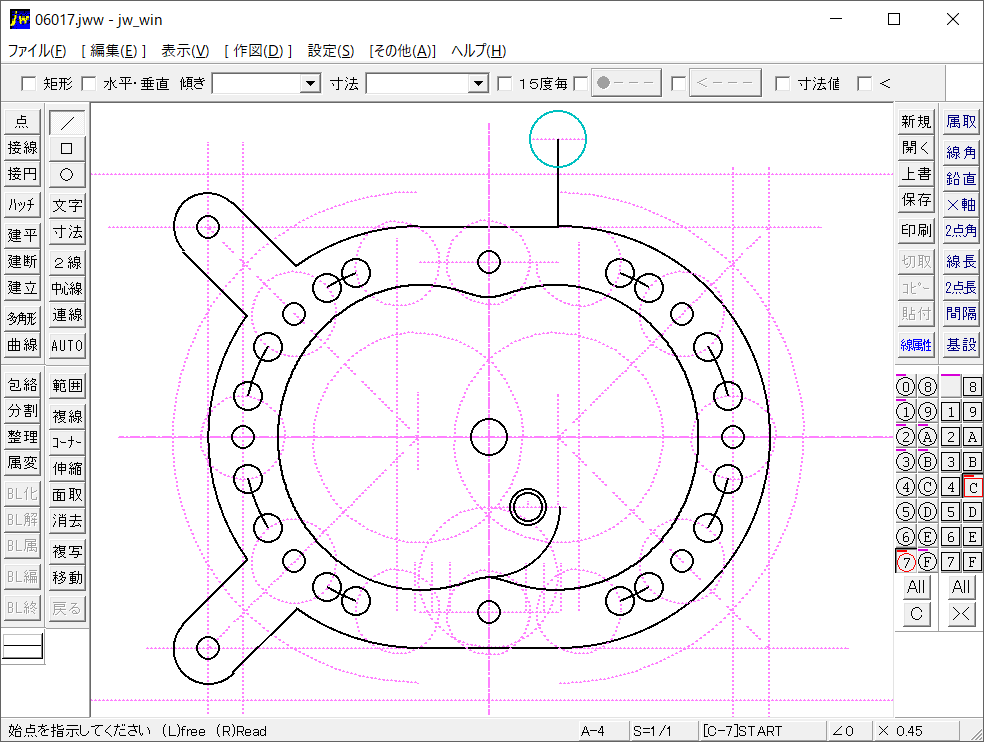 06017.jww - jw_win
ファイル(F) [ 編集(E) ] 表示(V) [ 作図(D) ] 設定(S) [その他(A)] ヘルプ(H)
矩形 水平・垂直 傾き 寸法 15度毎 ●--- <--- 寸法値 <
点 ／
接線 □
接円 ○
ハッチ 文字
建平 寸法
建断 2線
建立 中心線
多角形 連線
曲線 AUTO
包絡 範囲
分割 複線
整理 コーナー
属変 伸縮
BL化 面取
BL解 消去
BL属 複写
BL編 移動
BL終 戻る
新規 属取
開く 線角
上書 鉛直
保存 ×軸
印刷 2点角
切取 線長
コピー 2点長
貼付 間隔
線属性 基設
0 8 8
1 9 1 9
2 A 2 A
3 B 3 B
4 C 4 C
5 D 5 D
6 E 6 E
7 F 7 F
All All
C ×
始点を指示してください (L)free (R)Read A-4 S=1/1 [C-7]START ∠0 × 0.45